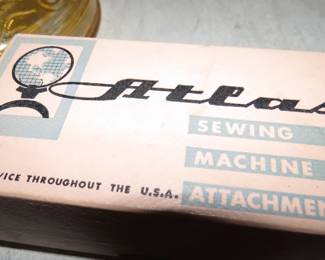 Atlas
SEWING
MACHINE
VICE THROUGHOUT THE U.S.A. ATTACHMEN